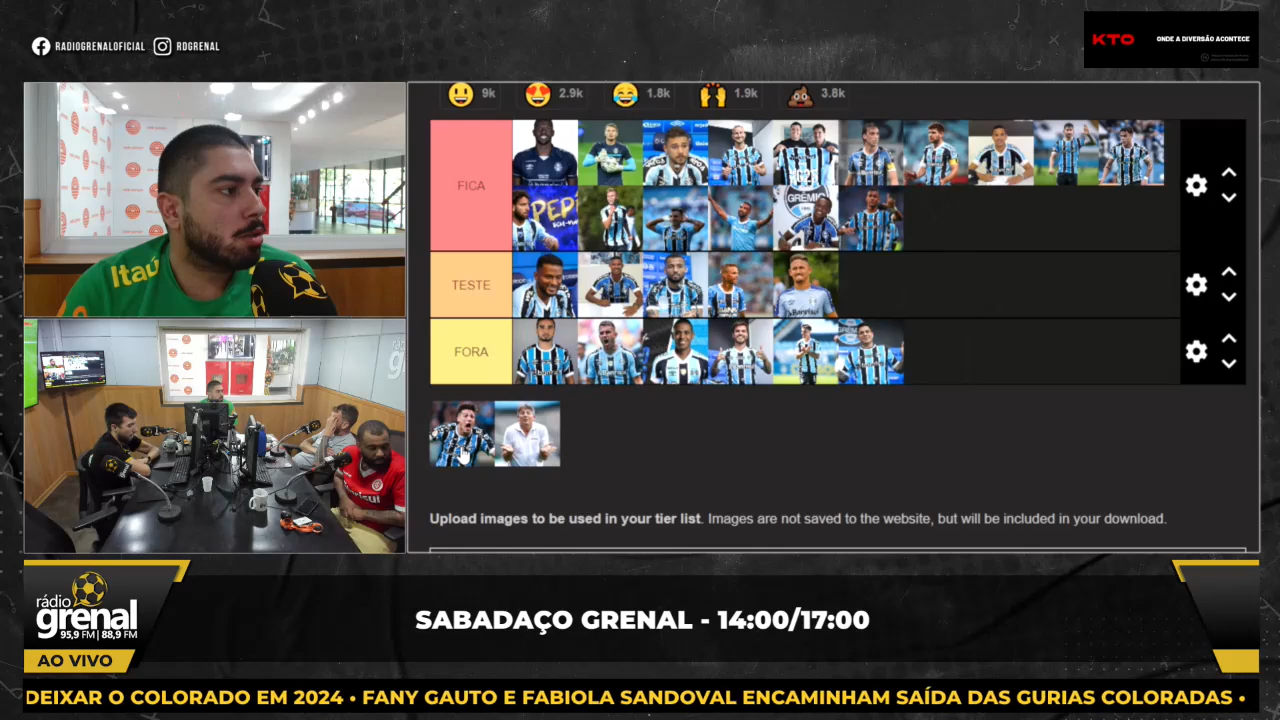 RADIOGRENALOFICIAL RDGRENAL
KTO ONDE A DIVERSÃO ACONTECE
9k 2.9k 1.8k 1.9k 3.8k
FICA
TESTE
FORA
Itaú
Upload images to be used in your tier list. Images are not saved to the website, but will be included in your download.
rádio
grenal
95,9 FM | 88,9 FM
AO VIVO
SABADAÇO GRENAL - 14:00/17:00
DEIXAR O COLORADO EM 2024 • FANY GAUTO E FABIOLA SANDOVAL ENCAMINHAM SAÍDA DAS GURIAS COLORADAS •